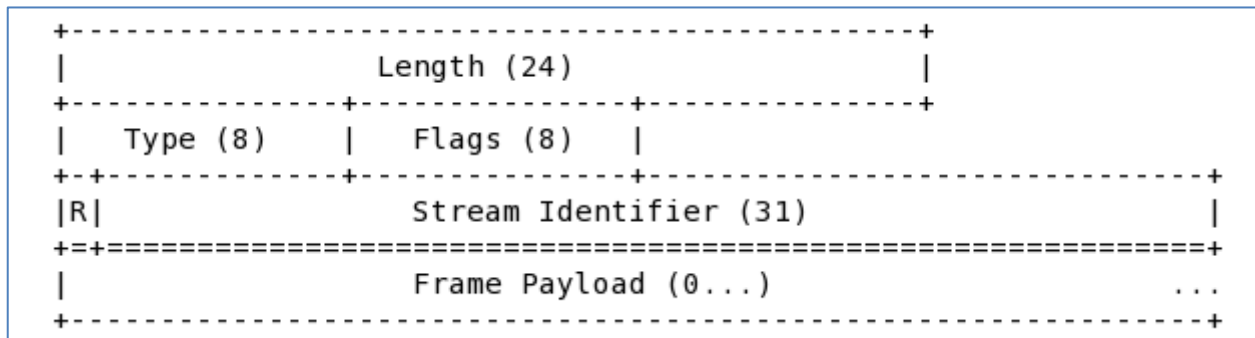 +-----------------------------------------------+
|                 Length (24)                   |
+---------------+---------------+---------------+
|   Type (8)    |   Flags (8)   |
+-+-------------+---------------+-------------------------------+
|R|                 Stream Identifier (31)                      |
+=+=============================================================+
|                   Frame Payload (0...)                      ...
+---------------------------------------------------------------+